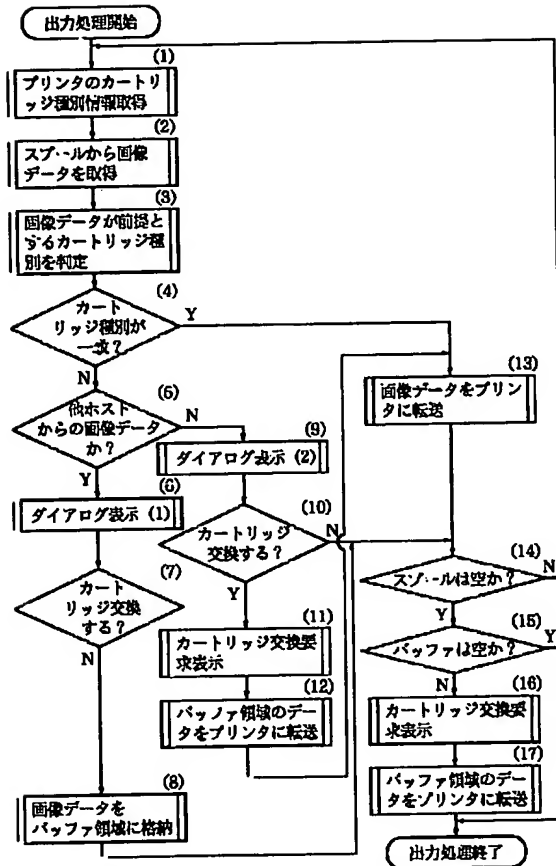 出力処理開始
(1)
プリンタのカートリ
ッジ種別情報取得
(2)
スプールから画像
データを取得
(3)
画像データが前提と
するカートリッジ種
別を判定
(4)
カート
リッジ種別が
一致?
Y
N
(5)
他ホスト
からの画像データ
か?
N
Y
(6)
ダイアログ表示 (1)
(7)
カート
リッジ交換
する?
N
(8)
画像データを
バッファ領域に格納
(9)
ダイアログ表示 (2)
(10)
カートリッジ
交換する?
N
Y
(11)
カートリッジ交換要
求表示
(12)
バッファ領域のデー
タをプリンタに転送
(13)
画像データをプリン
タに転送
(14)
スプールは空か?
N
Y
(15)
バッファは空か?
Y
N
(16)
カートリッジ交換要
求表示
(17)
バッファ領域のデー
タをプリンタに転送
出力処理終了